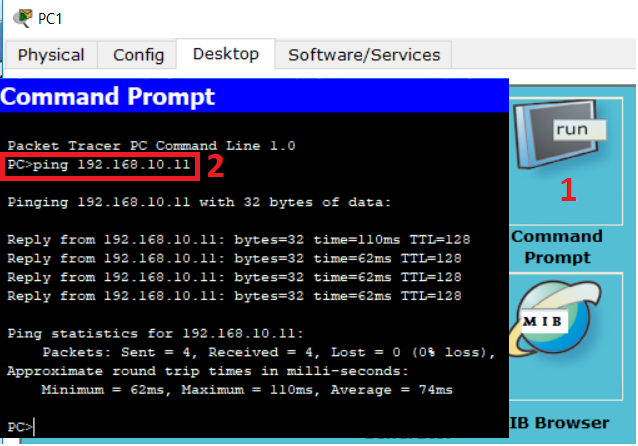 PC1
Physical Config Desktop Software/Services
Command Prompt
Packet Tracer PC Command Line 1.0
PC>ping 192.168.10.11
2
Pinging 192.168.10.11 with 32 bytes of data:
Reply from 192.168.10.11: bytes=32 time=110ms TTL=128
Reply from 192.168.10.11: bytes=32 time=62ms TTL=128
Reply from 192.168.10.11: bytes=32 time=62ms TTL=128
Reply from 192.168.10.11: bytes=32 time=62ms TTL=128
Ping statistics for 192.168.10.11:
Packets: Sent = 4, Received = 4, Lost = 0 (0% loss),
Approximate round trip times in milli-seconds:
Minimum = 62ms, Maximum = 110ms, Average = 74ms
PC>
run
1
Command
Prompt
MIB
IB Browser